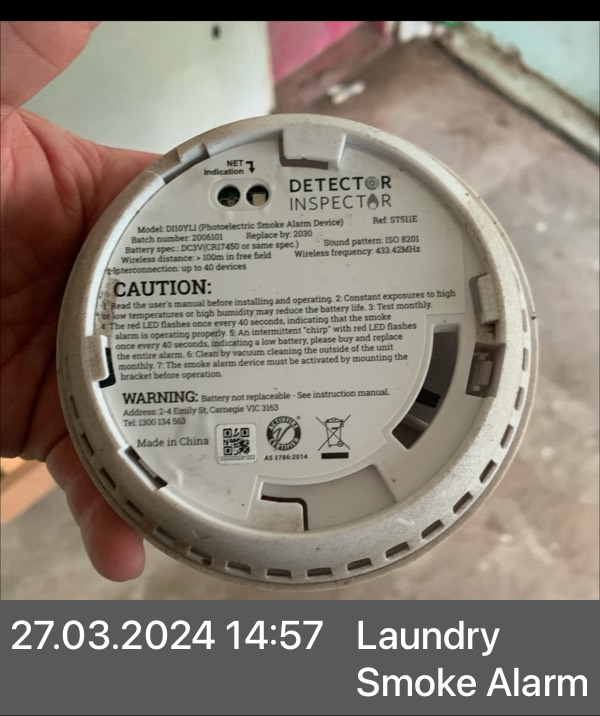 NET
Indication
DETECTOR
INSPECTOR
Model: DI10YLI (Photoelectric Smoke Alarm Device) Ref: ST511E
Batch number: 2006101 Replace by: 2030
Battery spec.: DC3V(CR17450 or same spec.) Sound pattern: ISO 8201
Wireless distance: > 100m in free field Wireless frequency: 433.42MHz
Interconnection: up to 40 devices
CAUTION:
1: Read the user's manual before installing and operating. 2: Constant exposures to high
or low temperatures or high humidity may reduce the battery life. 3: Test monthly.
4: The red LED flashes once every 40 seconds, indicating that the smoke
alarm is operating properly. 5: An intermittent "chirp" with red LED flashes
once every 40 seconds, indicating a low battery, please buy and replace
the entire alarm. 6: Clean by vacuum cleaning the outside of the unit
monthly. 7: The smoke alarm device must be activated by mounting the
bracket before operation.
WARNING: Battery not replaceable - See instruction manual.
Address: 2-4 Emily St, Carnegie VIC 3163
Tel: 1300 134 563
Made in China
AS 3786:2014
27.03.2024 14:57 Laundry
Smoke Alarm